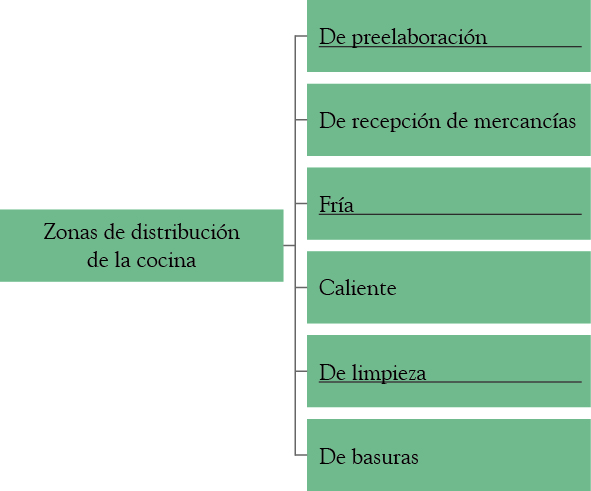 De preelaboración
De recepción de mercancías
Fría
Zonas de distribución
de la cocina
Caliente
De limpieza
De basuras